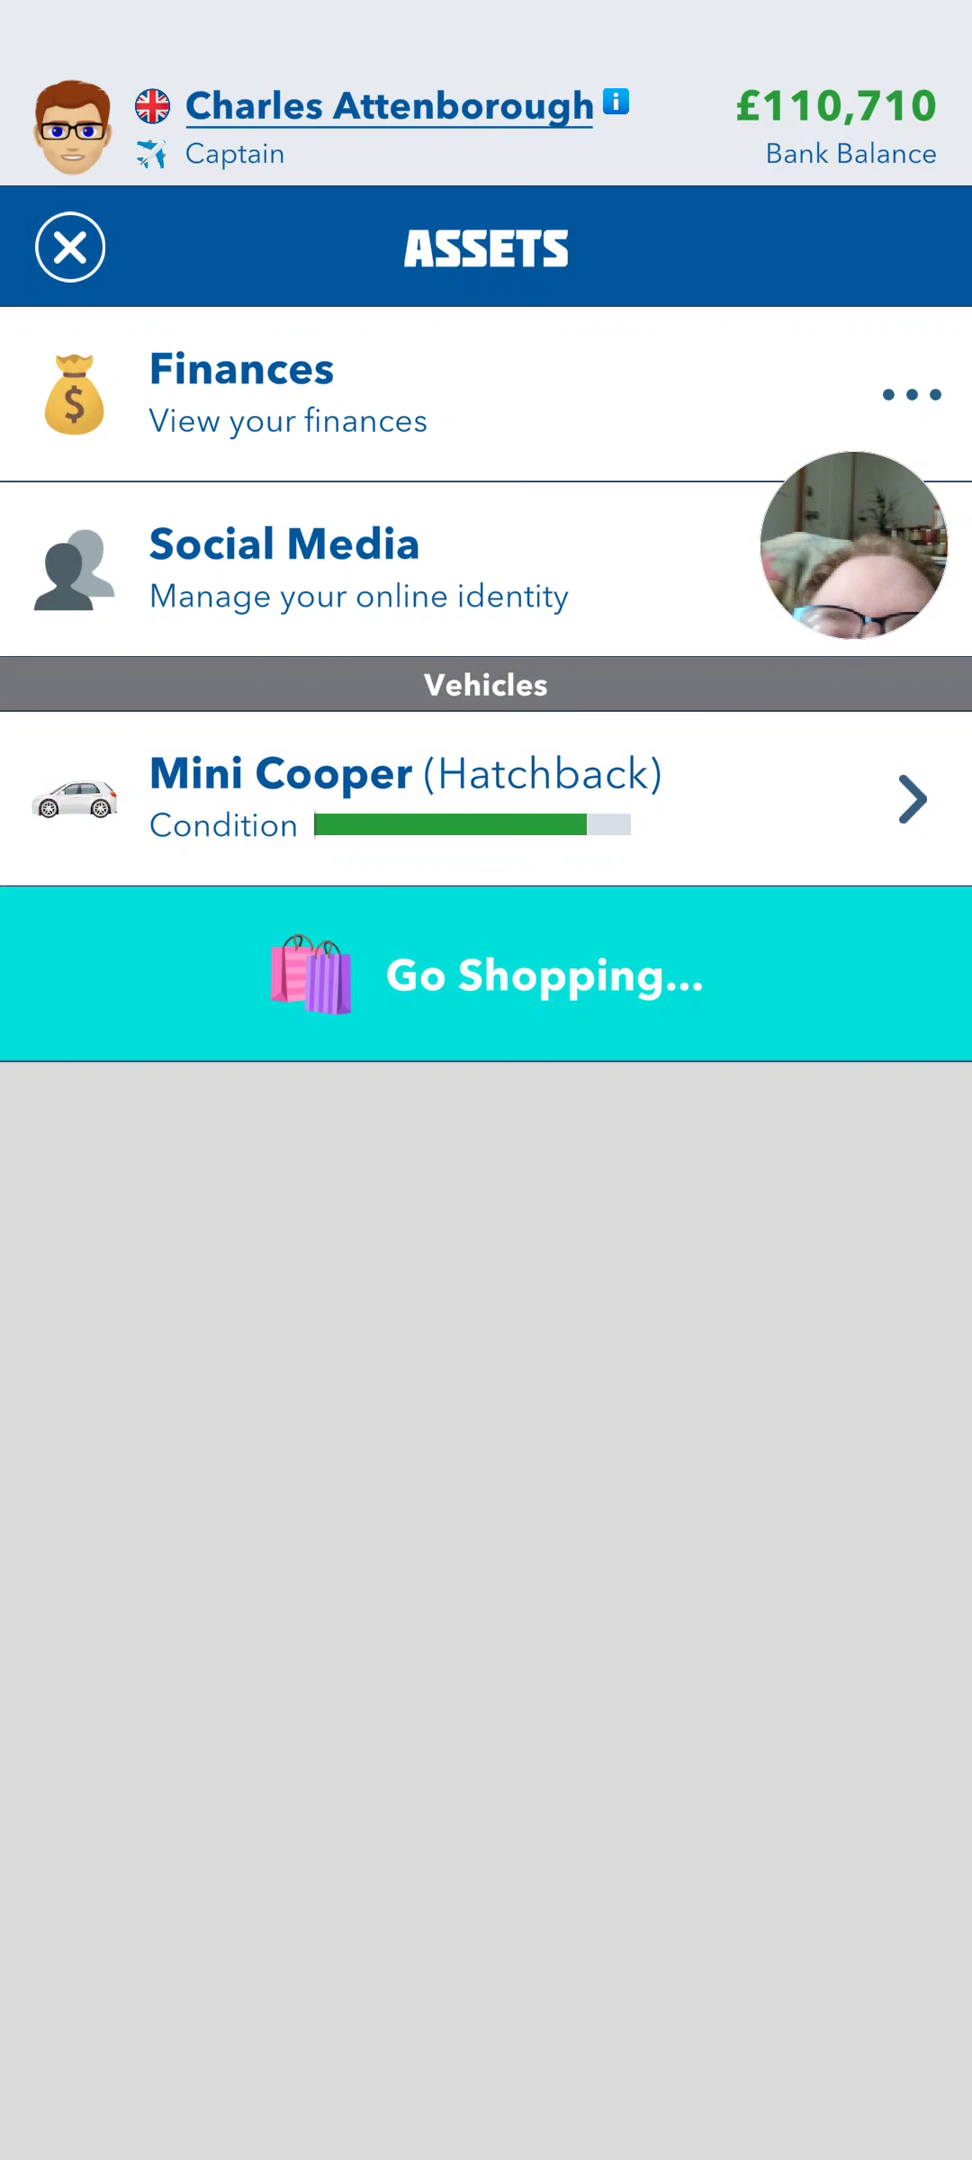 Charles Attenborough
£110,710
Captain
Bank Balance
ASSETS
Finances
View your finances
Social Media
Manage your online identity
Vehicles
Mini Cooper (Hatchback)
Condition
Go Shopping...